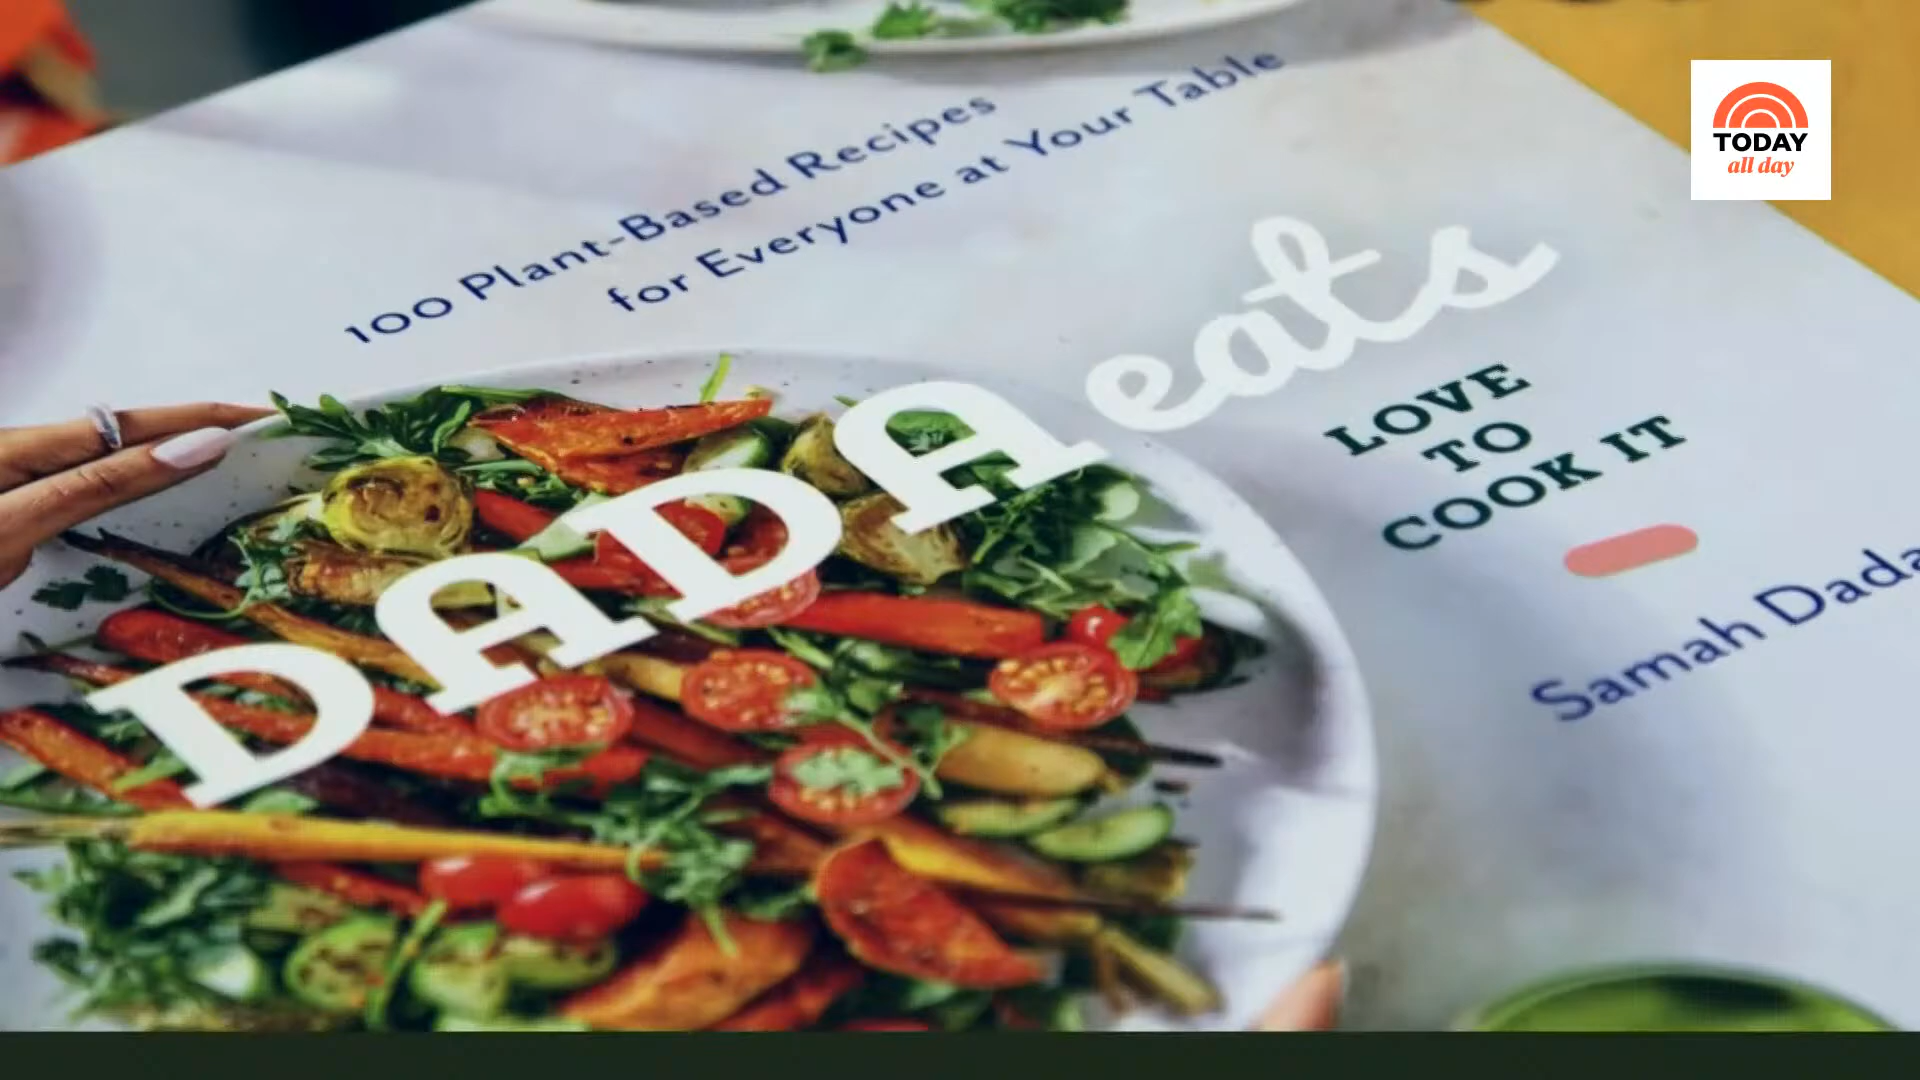 100 Plant-Based Recipes
for Everyone at Your Table
DADA eats
LOVE
TO
COOK IT
Samah Dada
TODAY
all day